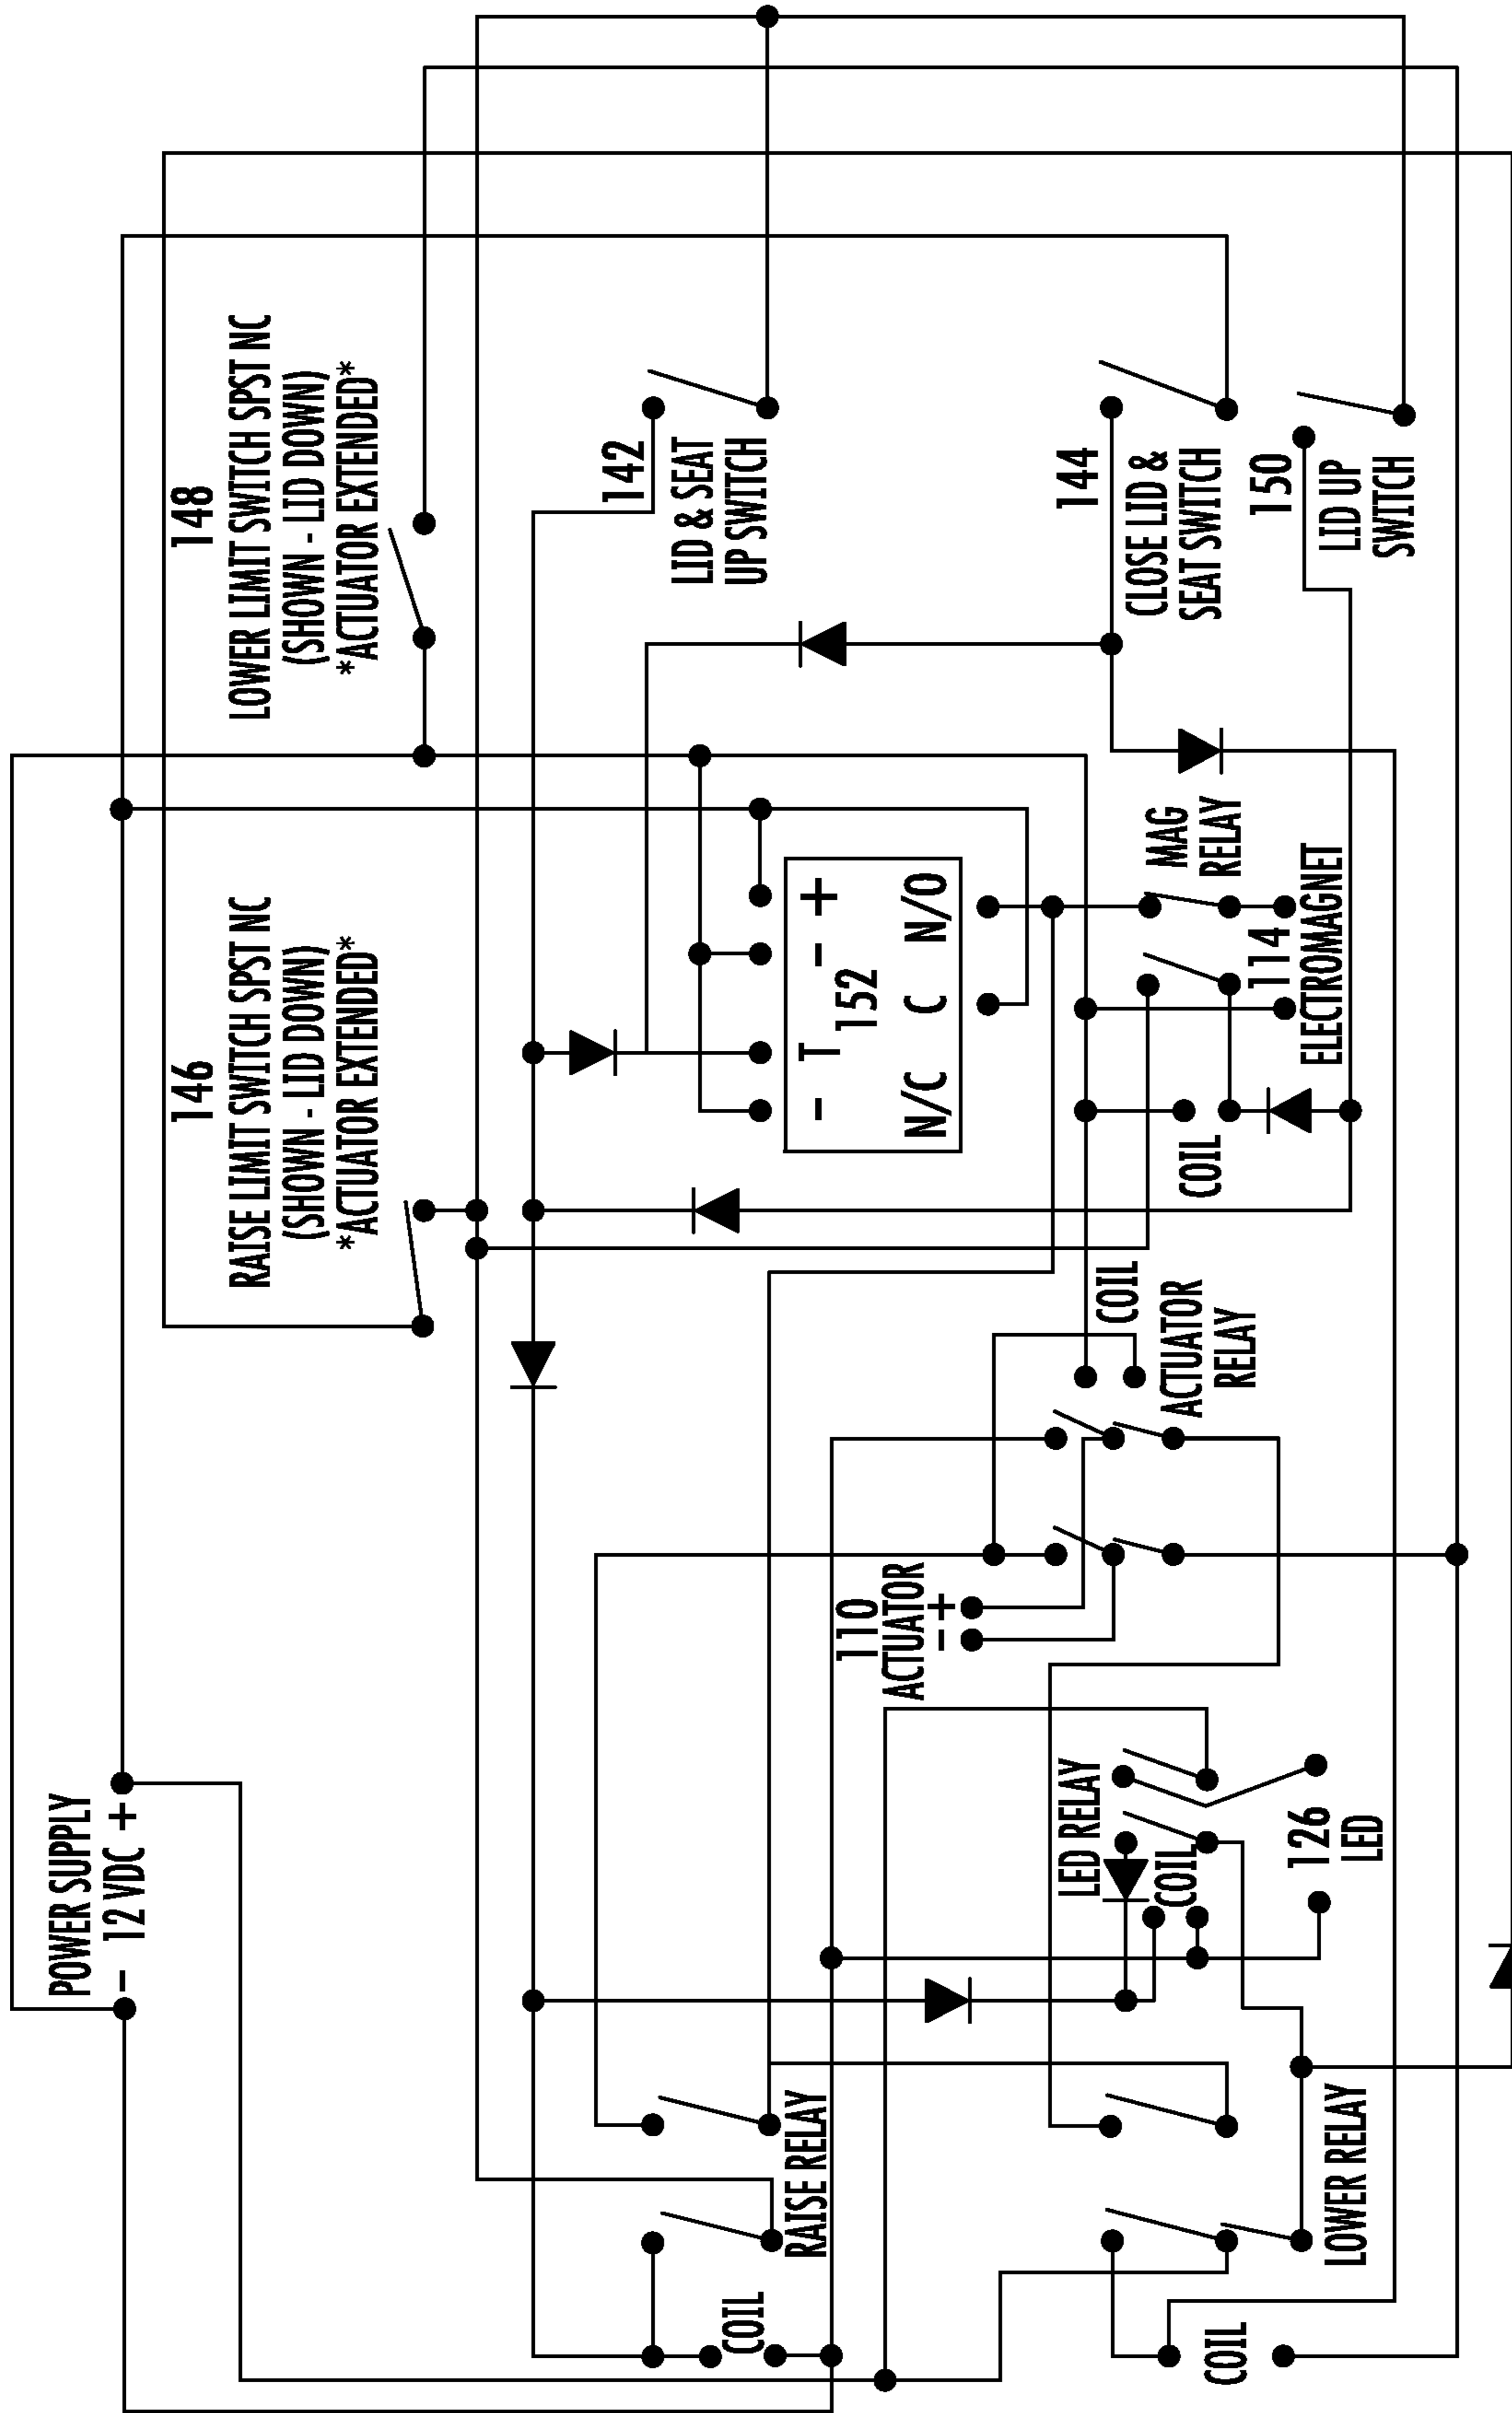 POWER SUPPLY
- 12 VDC +
146
RAISE LIMIT SWITCH SPST NC
(SHOWN - LID DOWN)
*ACTUATOR EXTENDED*
148
LOWER LIMIT SWITCH SPST NC
(SHOWN - LID DOWN)
*ACTUATOR EXTENDED*
142
LID & SEAT
UP SWITCH
- T - +
152
N/C C N/O
144
CLOSE LID &
SEAT SWITCH
150
LID UP
SWITCH
MAG
RELAY
114
ELECTROMAGNET
COIL
COIL
ACTUATOR
RELAY
110
ACTUATOR
- +
LED RELAY
COIL
126
LED
RAISE RELAY
COIL
LOWER RELAY
COIL